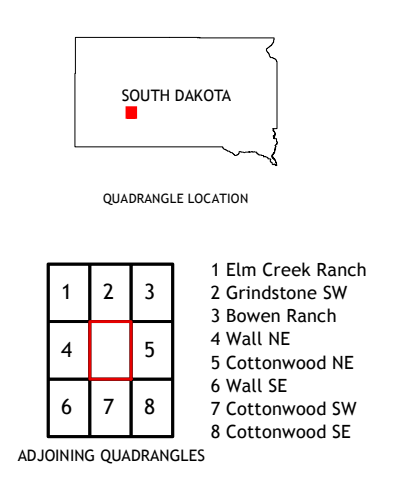 SOUTH DAKOTA
QUADRANGLE LOCATION
1 2 3
4 5
6 7 8
1 Elm Creek Ranch
2 Grindstone SW
3 Bowen Ranch
4 Wall NE
5 Cottonwood NE
6 Wall SE
7 Cottonwood SW
8 Cottonwood SE
ADJOINING QUADRANGLES